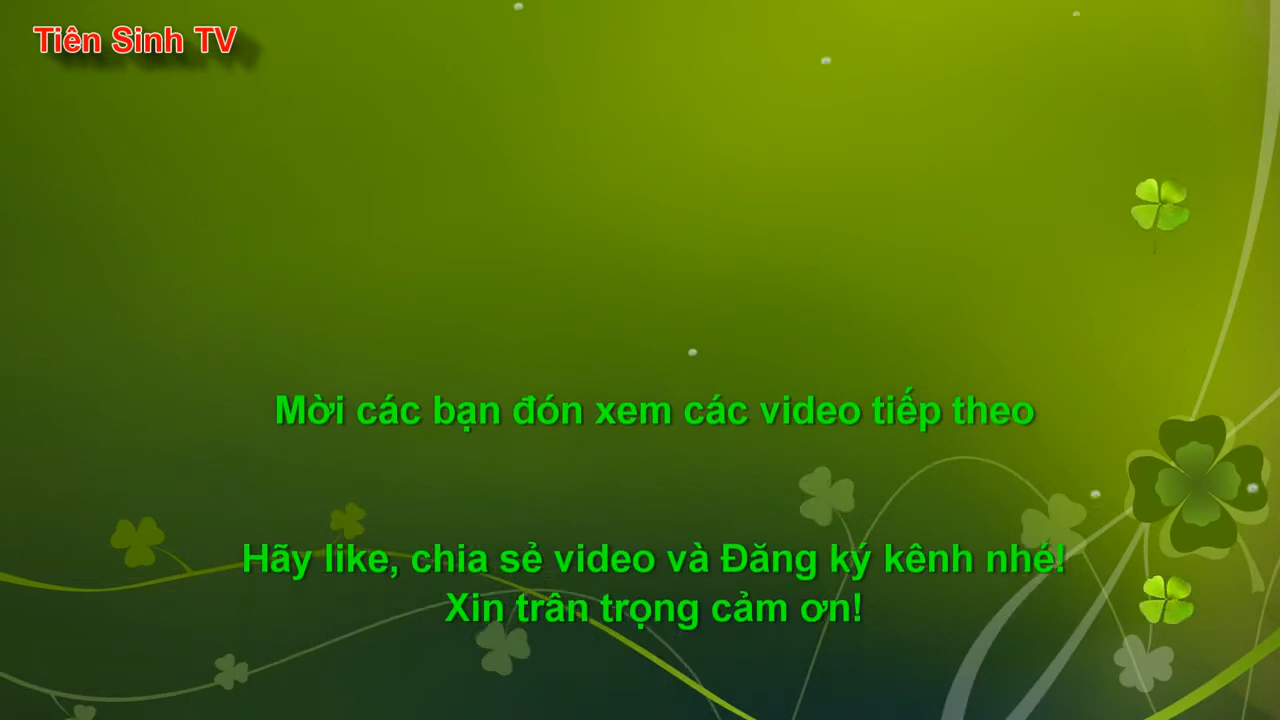 Tiên Sinh TV
Mời các bạn đón xem các video tiếp theo
Hãy like, chia sẻ video và Đăng ký kênh nhé!
Xin trân trọng cảm ơn!